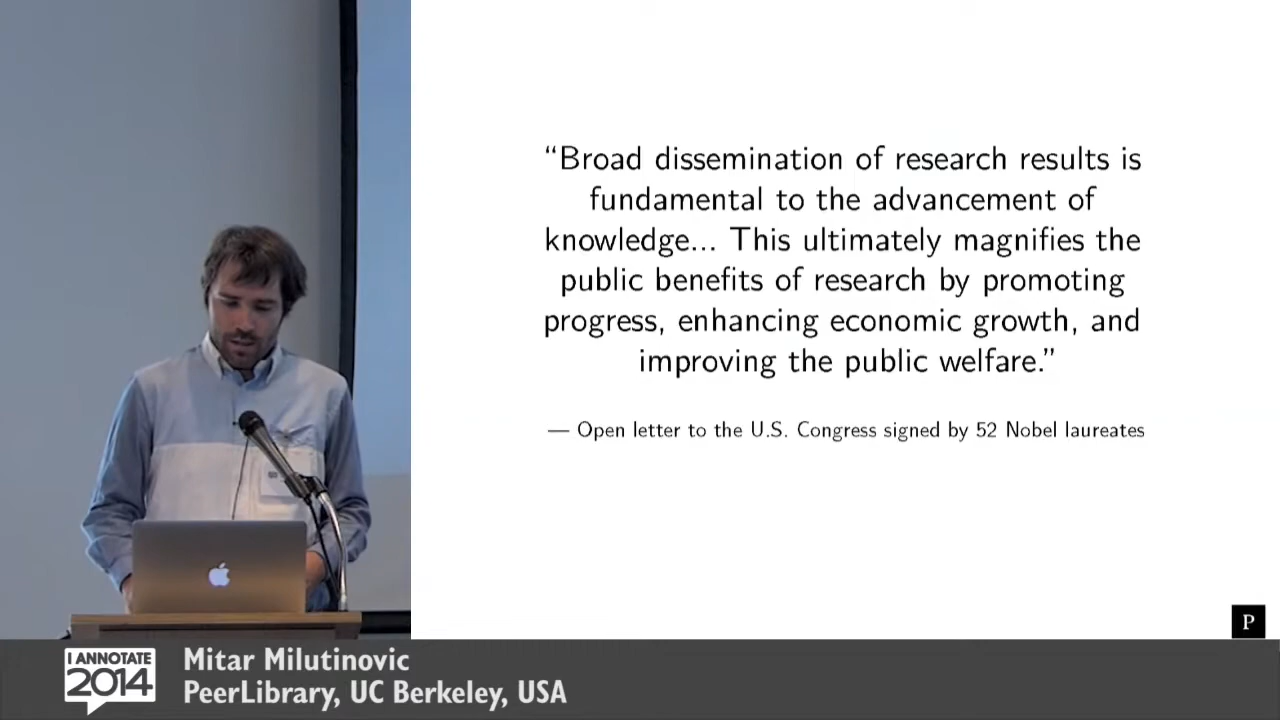 “Broad dissemination of research results is
fundamental to the advancement of
knowledge... This ultimately magnifies the
public benefits of research by promoting
progress, enhancing economic growth, and
improving the public welfare.”
— Open letter to the U.S. Congress signed by 52 Nobel laureates
P
I ANNOTATE
2014
Mitar Milutinovic
PeerLibrary, UC Berkeley, USA